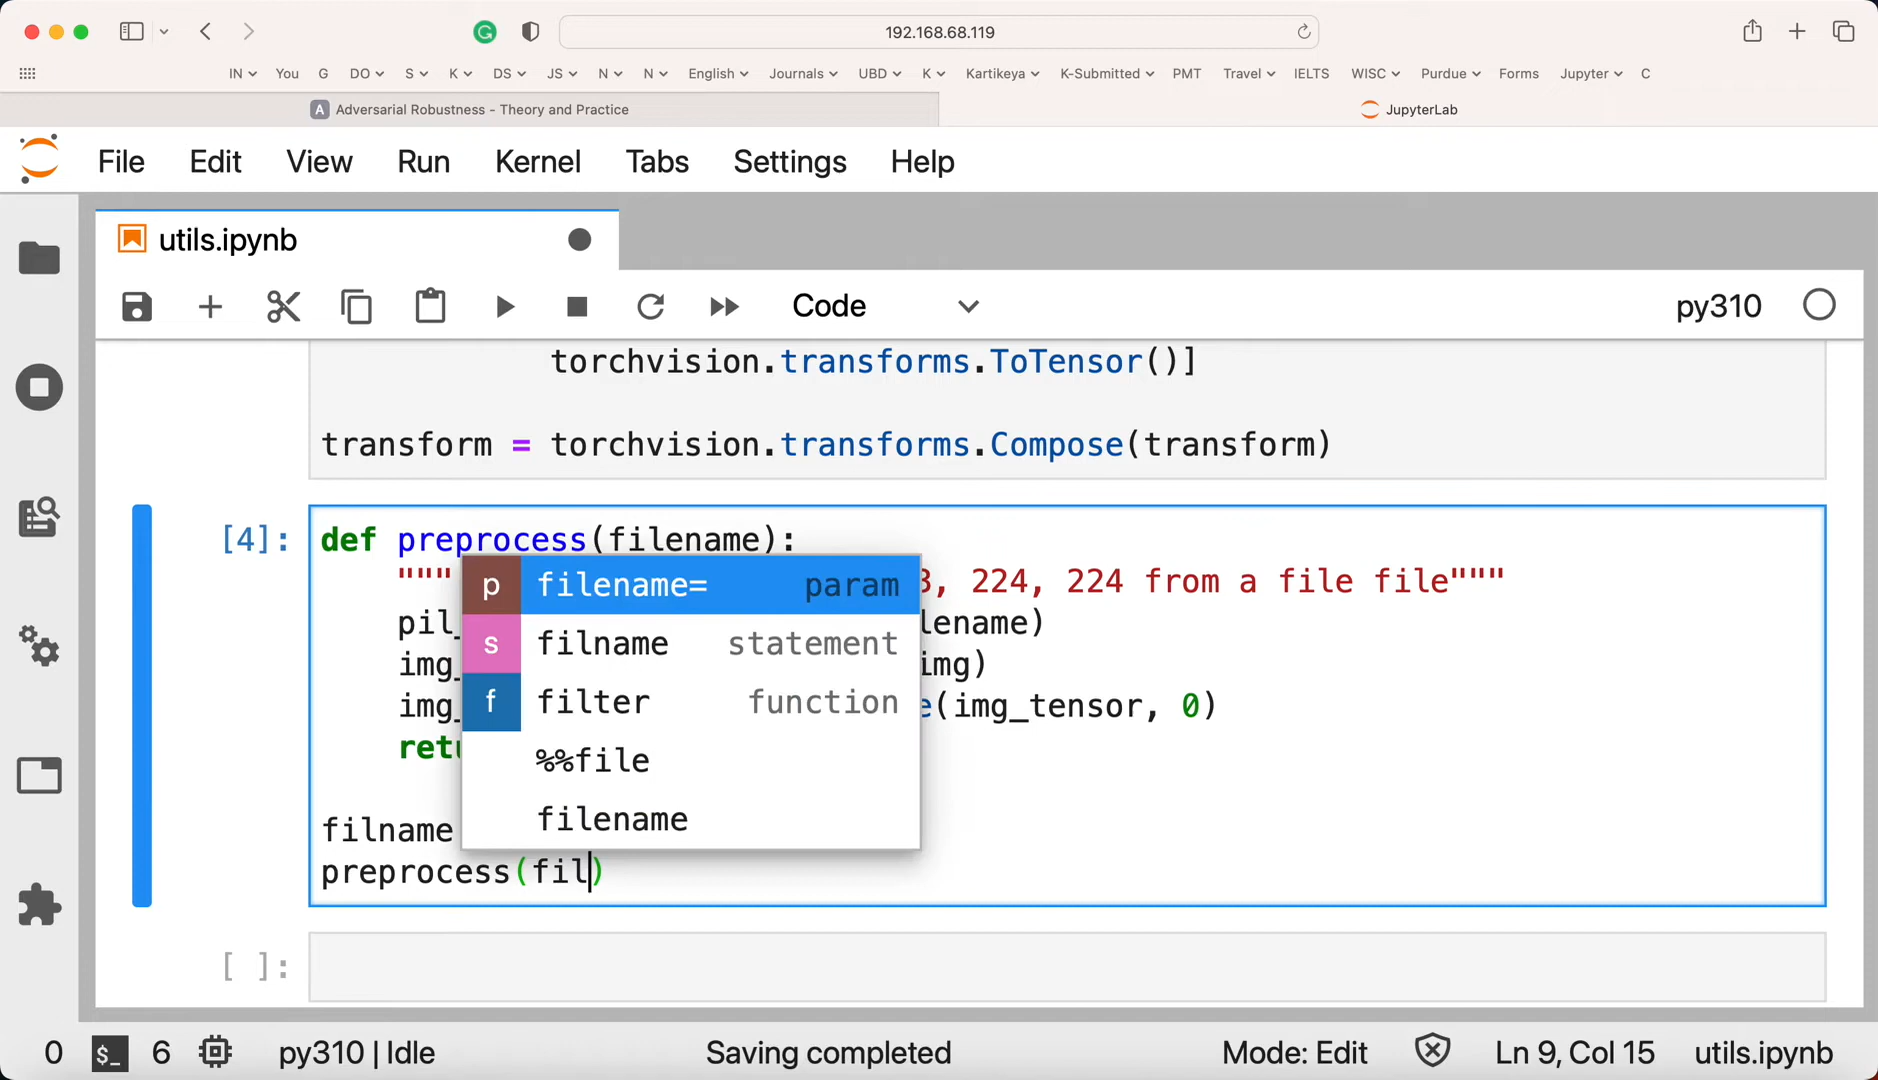 192.168.68.119
IN You G DO S K DS JS N N English Journals UBD K Kartikeya K-Submitted PMT Travel IELTS WISC Purdue Forms Jupyter C
A Adversarial Robustness - Theory and Practice
JupyterLab
File Edit View Run Kernel Tabs Settings Help
utils.ipynb
Code
py310
torchvision.transforms.ToTensor()]
transform = torchvision.transforms.Compose(transform)
[4]: def preprocess(filename):
""" 3, 224, 224 from a file file"""
pil_ lename)
img_ img)
img_ e(img_tensor, 0)
retu
filname
preprocess(fil)
p filename= param
s filname statement
f filter function
%%file
filename
[ ]:
0 $_ 6 py310 | Idle Saving completed Mode: Edit Ln 9, Col 15 utils.ipynb